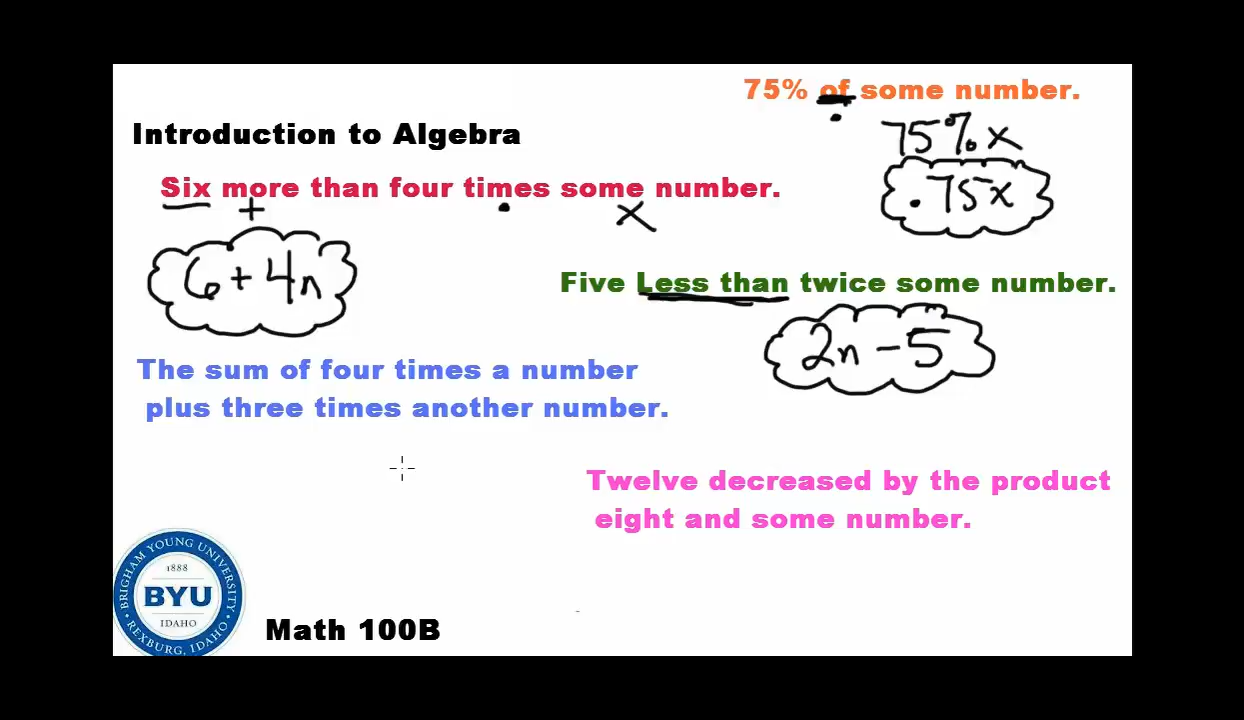 75% of some number.
Introduction to Algebra
75%x
Six more than four times some number.
.75x
+ . x
6+4n
Five Less than twice some number.
2n-5
The sum of four times a number
plus three times another number.
Twelve decreased by the product
eight and some number.
BRIGHAM YOUNG UNIVERSITY
1888
BYU
IDAHO
REXBURG, IDAHO
Math 100B